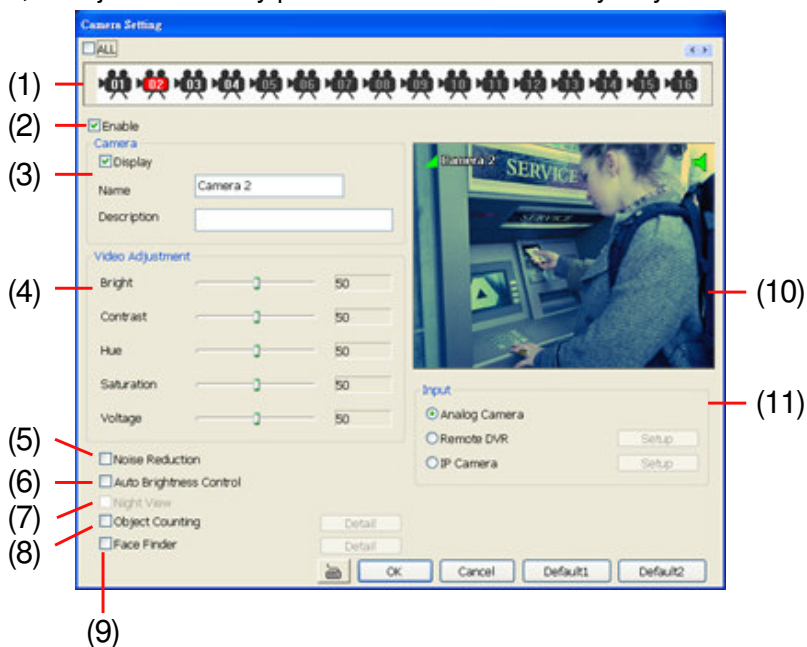 Camera Setting
ALL
(1)
01 02 03 04 05 06 07 08 09 10 11 12 13 14 15 16
(2)
Enable
Camera
(3)
Display
Name Camera 2
Description
Camera 2
SERVICE
SERVICE
Video Adjustment
(4)
Bright 50
(10)
Contrast 50
Hue 50
Saturation 50
Voltage 50
Input
(11)
Analog Camera
Remote DVR Setup
IP Camera Setup
(5)
Noise Reduction
(6)
Auto Brightness Control
(7)
Night View
(8)
Object Counting Detail
Face Finder Detail
OK Cancel Default1 Default2
(9)